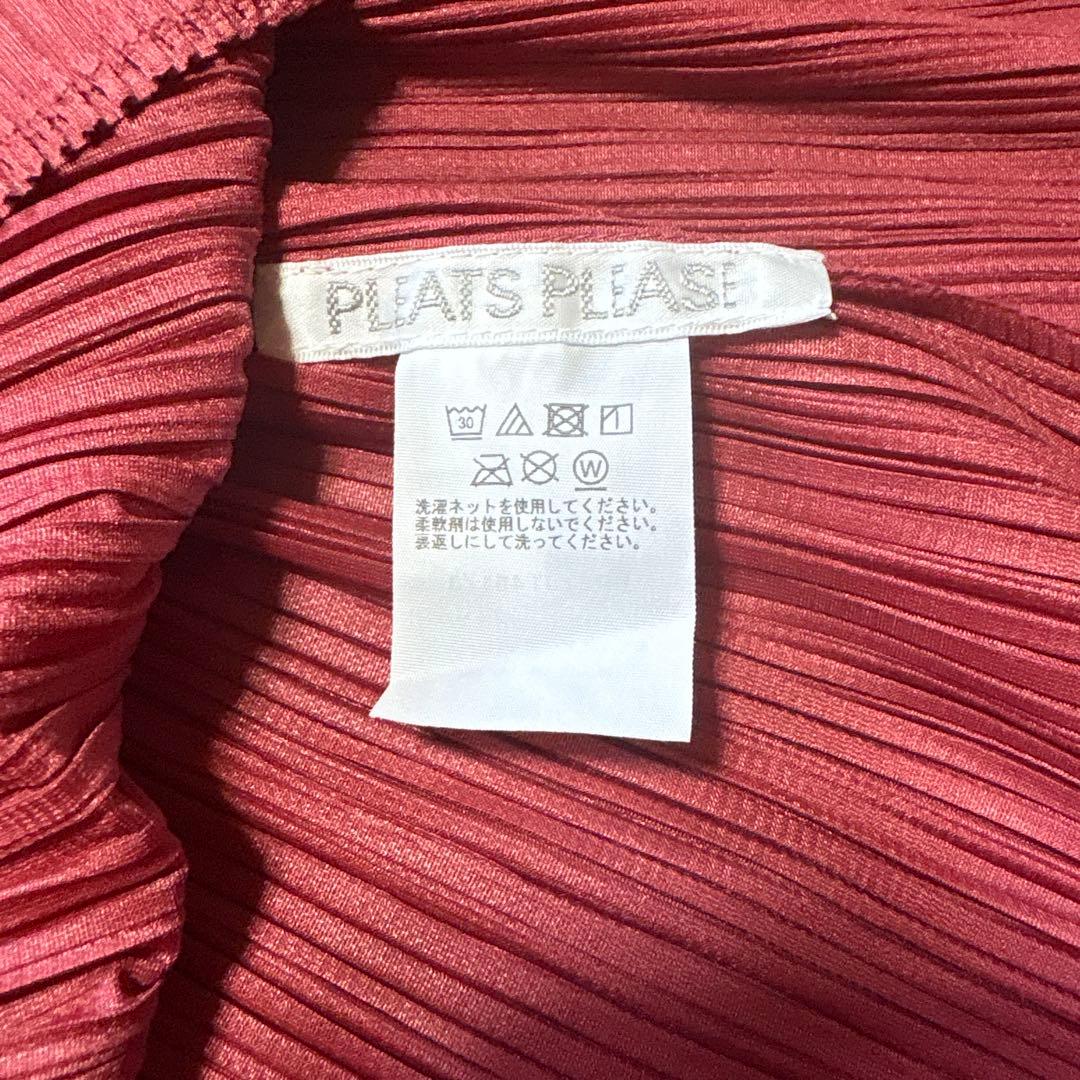 PLEATS PLEASE
30
W
洗濯ネットを使用してください。
柔軟剤は使用しないでください。
裏返しにして洗ってください。